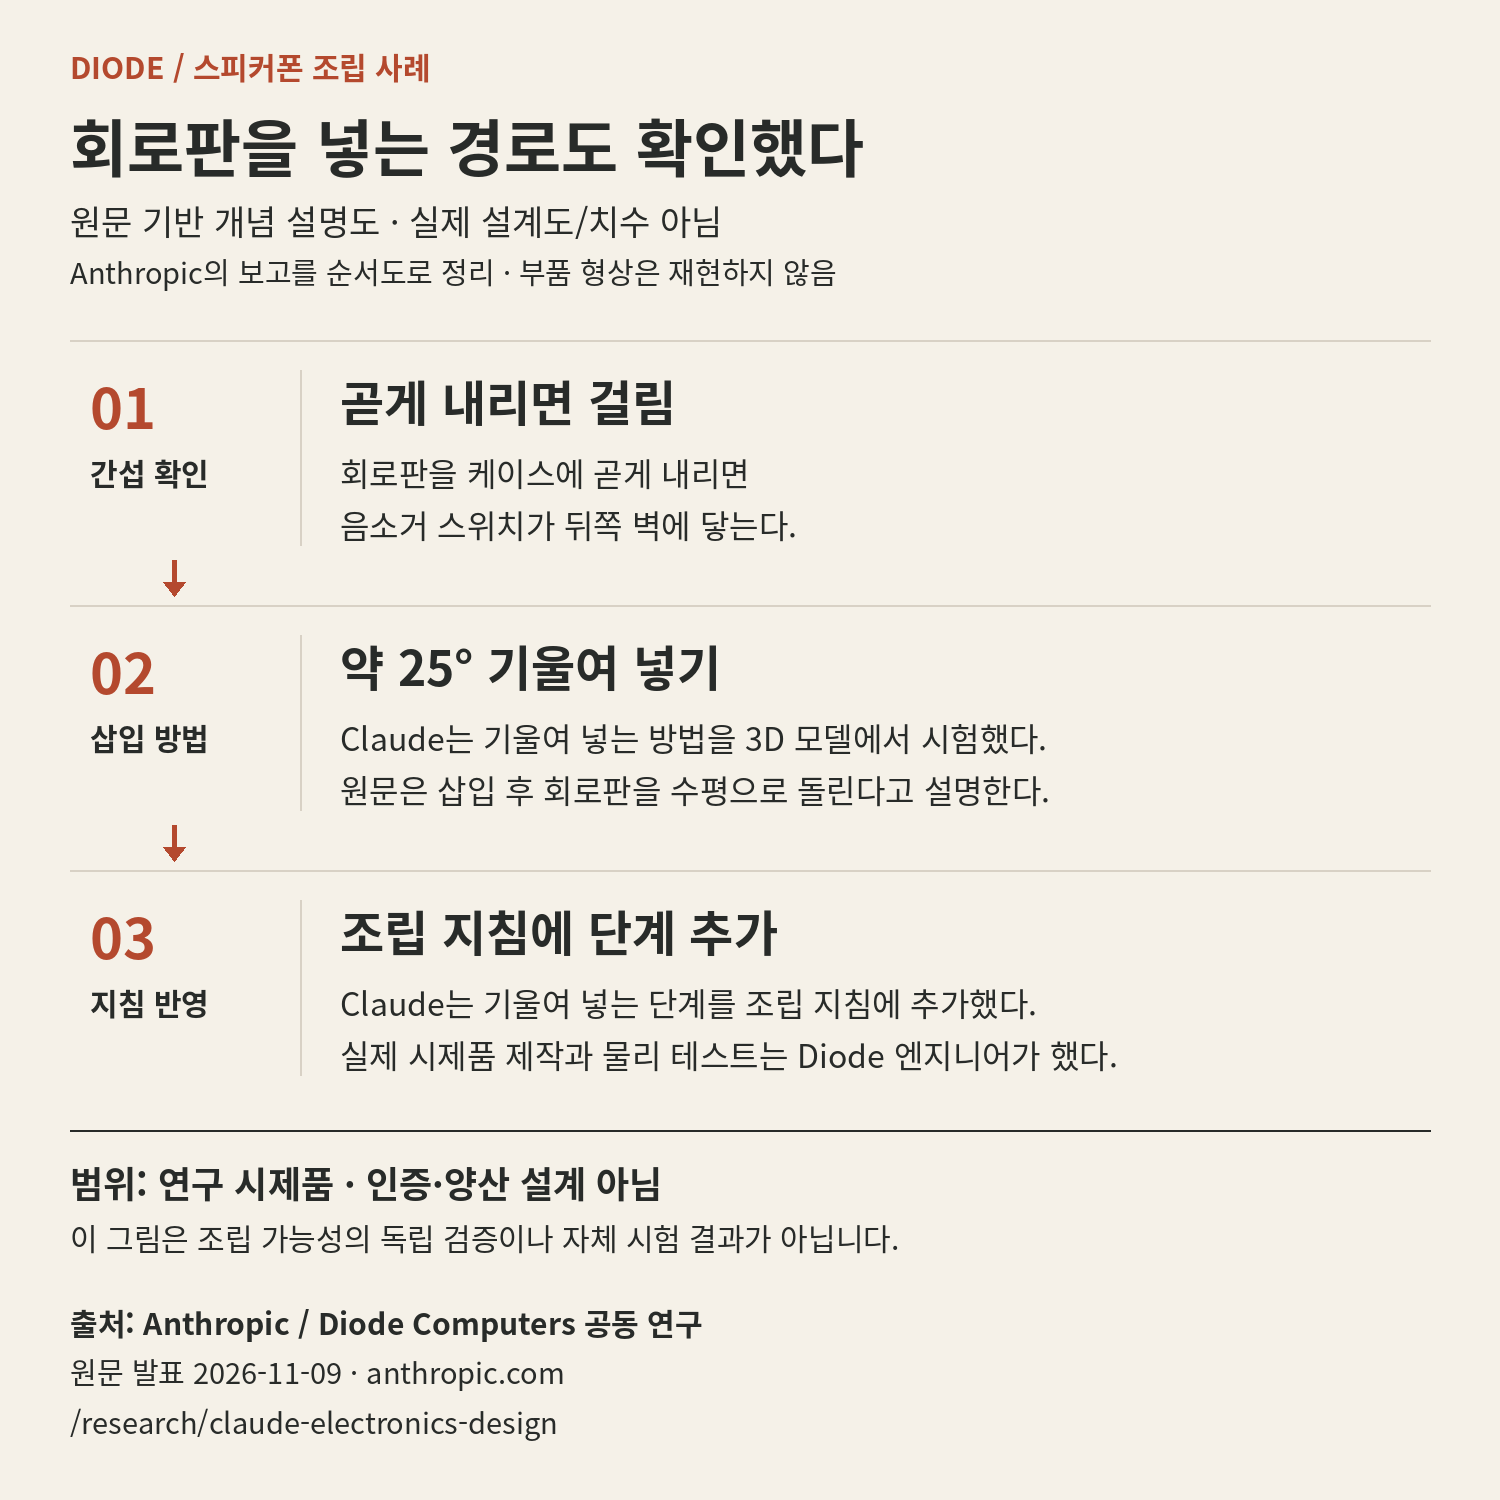 DIODE / 스피커폰 조립 사례
회로판을 넣는 경로도 확인했다
원문 기반 개념 설명도 · 실제 설계도/치수 아님
Anthropic의 보고를 순서도로 정리 · 부품 형상은 재현하지 않음
01
간섭 확인
곧게 내리면 걸림
회로판을 케이스에 곧게 내리면
음소거 스위치가 뒤쪽 벽에 닿는다.
02
삽입 방법
약 25° 기울여 넣기
Claude는 기울여 넣는 방법을 3D 모델에서 시험했다.
원문은 삽입 후 회로판을 수평으로 돌린다고 설명한다.
03
지침 반영
조립 지침에 단계 추가
Claude는 기울여 넣는 단계를 조립 지침에 추가했다.
실제 시제품 제작과 물리 테스트는 Diode 엔지니어가 했다.
범위: 연구 시제품 · 인증·양산 설계 아님
이 그림은 조립 가능성의 독립 검증이나 자체 시험 결과가 아닙니다.
출처: Anthropic / Diode Computers 공동 연구
원문 발표 2026-11-09 · anthropic.com
/research/claude-electronics-design